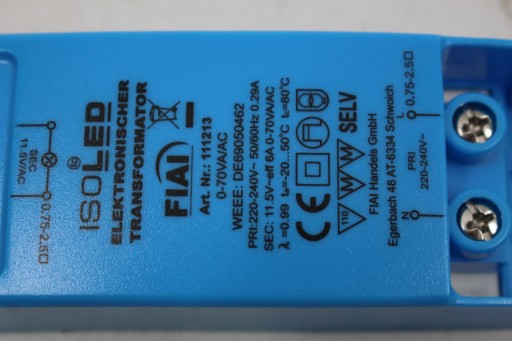 11.5V/AC
SEC
0.75-2.5
ISOLED
ELEKTRONISCHER
TRANSFORMATOR
FIAI
Art. Nr.: 111213
0-70VA/AC
WEEE: DE69050462
PRI:220-240V~ 50/60Hz 0.29A
SEC: 11.5V~eff 6A 0-70VA/AC
λ =0.99 ta=-20...50°C tc=80°C
CE
SELV
110 M M M
FIAI Handels GmbH
Egerbach 48 AT-6334 Schwoich
L
0.75-2.5
PRI
220-240V~
N